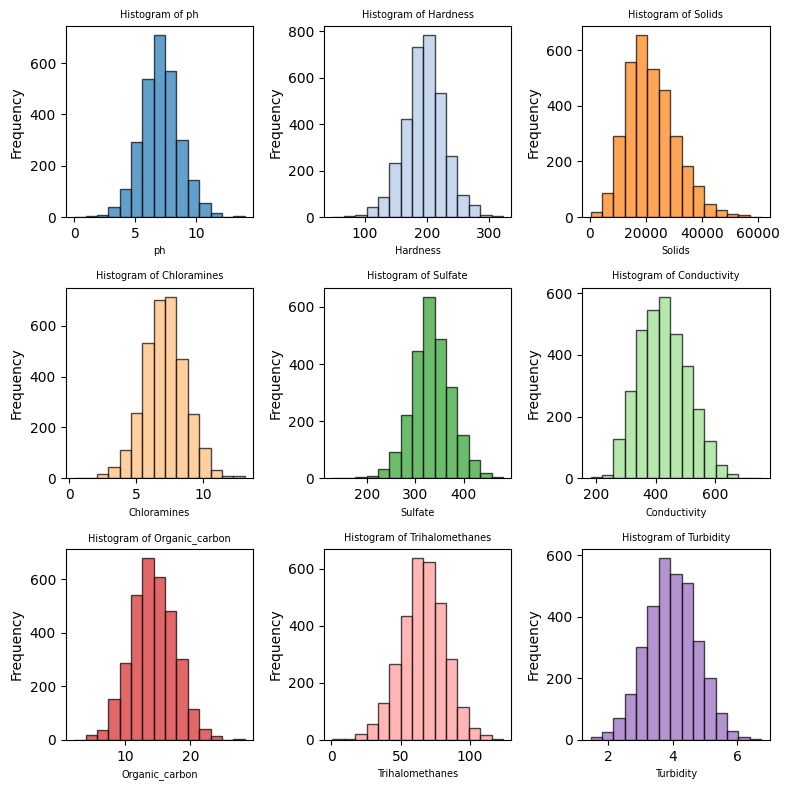 Histogram of ph
Frequency
600
400
200
0
0 5 10
ph
Histogram of Hardness
Frequency
800
600
400
200
0
100 200 300
Hardness
Histogram of Solids
Frequency
600
400
200
0
0 20000 40000 60000
Solids
Histogram of Chloramines
Frequency
600
400
200
0
0 5 10
Chloramines
Histogram of Sulfate
Frequency
600
400
200
0
200 300 400
Sulfate
Histogram of Conductivity
Frequency
600
400
200
0
200 400 600
Conductivity
Histogram of Organic_carbon
Frequency
600
400
200
0
10 20
Organic_carbon
Histogram of Trihalomethanes
Frequency
600
400
200
0
0 50 100
Trihalomethanes
Histogram of Turbidity
Frequency
600
400
200
0
2 4 6
Turbidity